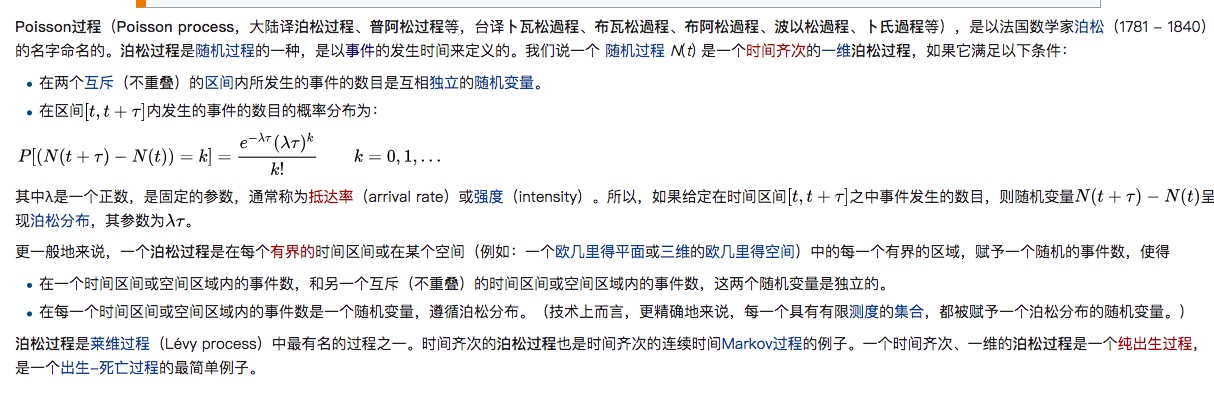 Poisson过程（Poisson process，大陆译泊松过程、普阿松过程等，台译卜瓦松過程、布瓦松過程、布阿松過程、波以松過程、卜氏過程等），是以法国数学家泊松（1781 – 1840）
的名字命名的。泊松过程是随机过程的一种，是以事件的发生时间来定义的。我们说一个 随机过程 N(t) 是一个时间齐次的一维泊松过程，如果它满足以下条件：
• 在两个互斥（不重叠）的区间内所发生的事件的数目是互相独立的随机变量。
• 在区间[t, t + τ]内发生的事件的数目的概率分布为：
P[(N(t + τ) − N(t)) = k] = e^{−λτ}(λτ)^k / k!    k = 0, 1, …
其中λ是一个正数，是固定的参数，通常称为抵达率（arrival rate）或强度（intensity）。所以，如果给定在时间区间[t, t + τ]之中事件发生的数目，则随机变量N(t + τ) − N(t)呈
现泊松分布，其参数为λτ。
更一般地来说，一个泊松过程是在每个有界的时间区间或在某个空间（例如：一个欧几里得平面或三维的欧几里得空间）中的每一个有界的区域，赋予一个随机的事件数，使得
• 在一个时间区间或空间区域内的事件数，和另一个互斥（不重叠）的时间区间或空间区域内的事件数，这两个随机变量是独立的。
• 在每一个时间区间或空间区域内的事件数是一个随机变量，遵循泊松分布。（技术上而言，更精确地来说，每一个具有有限测度的集合，都被赋予一个泊松分布的随机变量。）
泊松过程是莱维过程（Lévy process）中最有名的过程之一。时间齐次的泊松过程也是时间齐次的连续时间Markov过程的例子。一个时间齐次、一维的泊松过程是一个纯出生过程，
是一个出生–死亡过程的最简单例子。